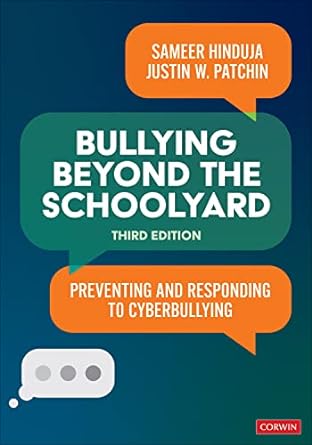 SAMEER HINDUJA
JUSTIN W. PATCHIN
BULLYING
BEYOND THE
SCHOOLYARD
THIRD EDITION
PREVENTING AND RESPONDING
TO CYBERBULLYING
CORWIN